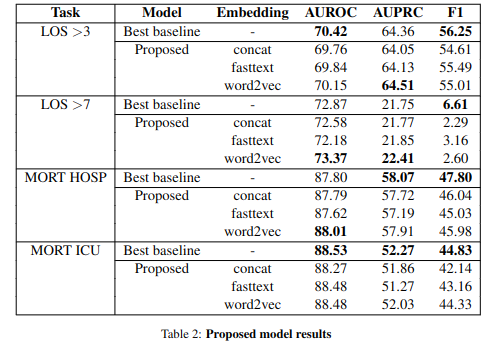 Task Model Embedding AUROC AUPRC F1
LOS >3 Best baseline - 70.42 64.36 56.25
Proposed concat 69.76 64.05 54.61
fasttext 69.84 64.13 55.49
word2vec 70.15 64.51 55.01
LOS >7 Best baseline - 72.87 21.75 6.61
Proposed concat 72.58 21.77 2.29
fasttext 72.18 21.85 3.16
word2vec 73.37 22.41 2.60
MORT HOSP Best baseline - 87.80 58.07 47.80
Proposed concat 87.79 57.72 46.04
fasttext 87.62 57.19 45.03
word2vec 88.01 57.91 45.98
MORT ICU Best baseline - 88.53 52.27 44.83
Proposed concat 88.27 51.86 42.14
fasttext 88.48 51.27 43.16
word2vec 88.48 52.03 44.33
Table 2: Proposed model results